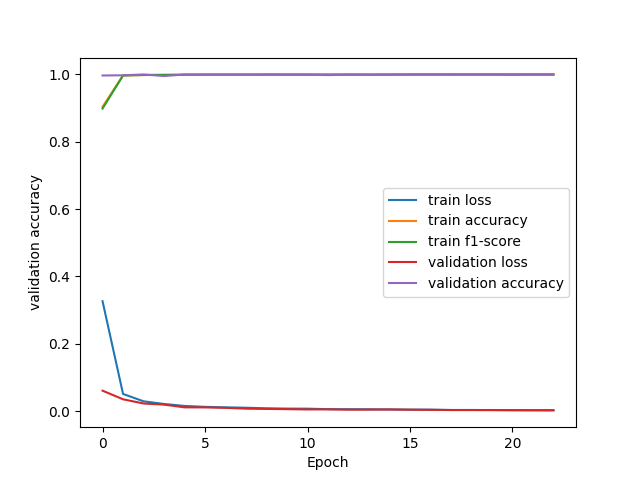 1.0
0.8
0.6
0.4
0.2
0.0
validation accuracy
train loss
train accuracy
train f1-score
validation loss
validation accuracy
0 5 10 15 20
Epoch